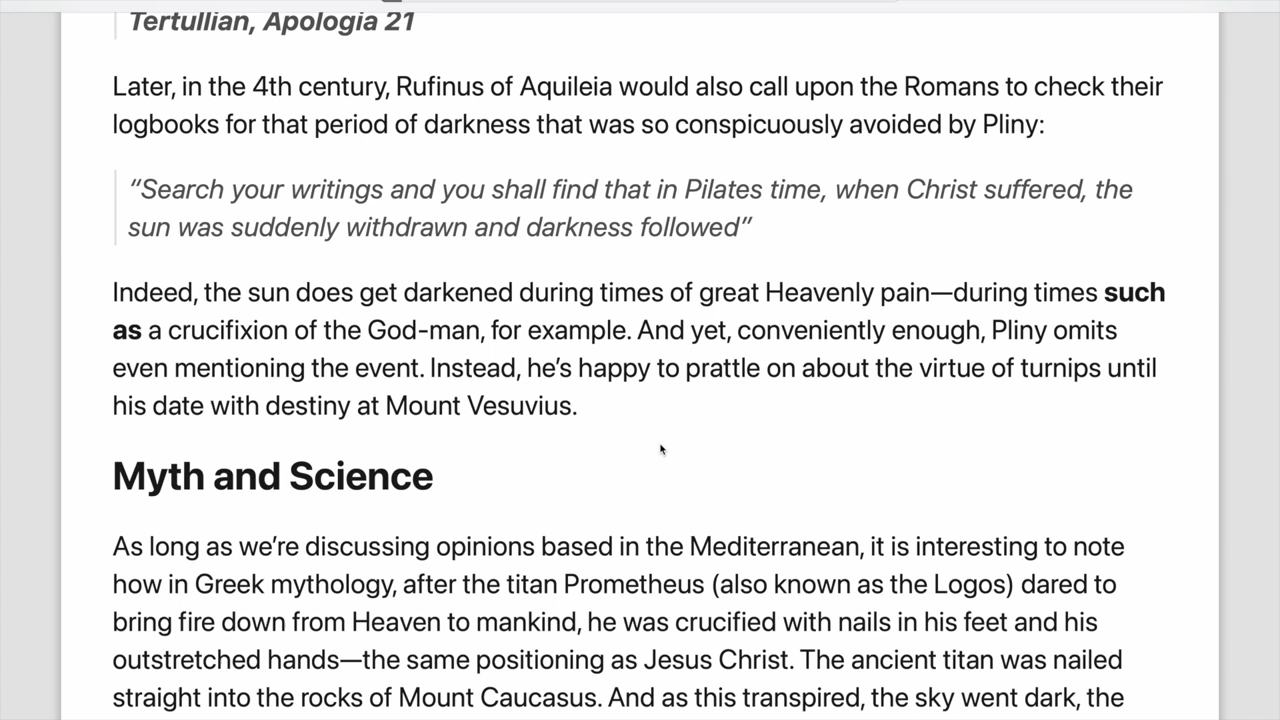 Tertullian, Apologia 21
Later, in the 4th century, Rufinus of Aquileia would also call upon the Romans to check their
logbooks for that period of darkness that was so conspicuously avoided by Pliny:
“Search your writings and you shall find that in Pilates time, when Christ suffered, the
sun was suddenly withdrawn and darkness followed”
Indeed, the sun does get darkened during times of great Heavenly pain—during times such
as a crucifixion of the God-man, for example. And yet, conveniently enough, Pliny omits
even mentioning the event. Instead, he’s happy to prattle on about the virtue of turnips until
his date with destiny at Mount Vesuvius.
Myth and Science
As long as we’re discussing opinions based in the Mediterranean, it is interesting to note
how in Greek mythology, after the titan Prometheus (also known as the Logos) dared to
bring fire down from Heaven to mankind, he was crucified with nails in his feet and his
outstretched hands—the same positioning as Jesus Christ. The ancient titan was nailed
straight into the rocks of Mount Caucasus. And as this transpired, the sky went dark, the